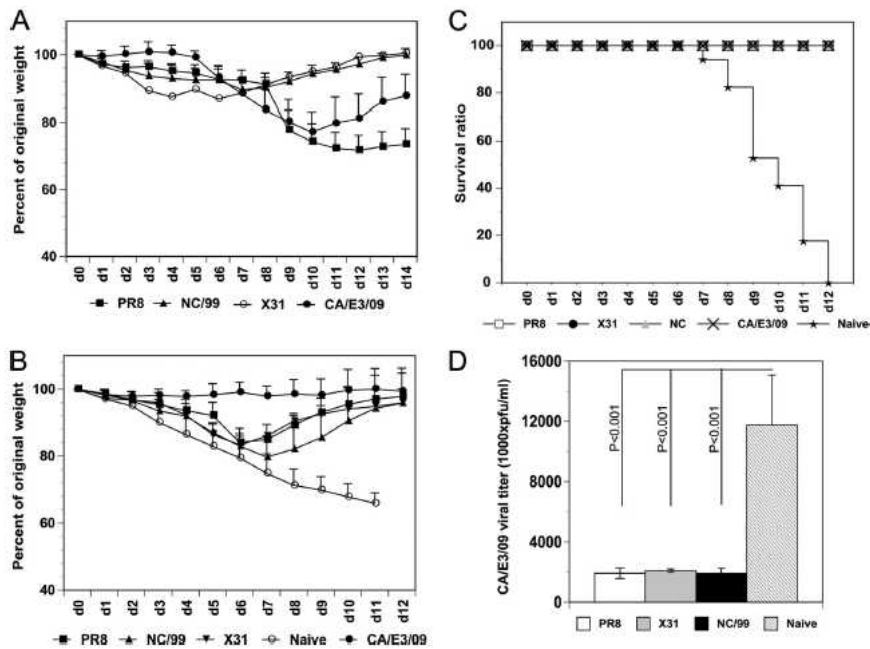 A
Percent of original weight
100
80
60
40
d0 d1 d2 d3 d4 d5 d6 d7 d8 d9 d10 d11 d12 d13 d14
PR8 NC/99 X31 CA/E3/09
B
Percent of original weight
100
80
60
40
d0 d1 d2 d3 d4 d5 d6 d7 d8 d9 d10 d11 d12
PR8 NC/99 X31 Naive CA/E3/09
C
Survival ratio
100
80
60
40
20
0
d0 d1 d2 d3 d4 d5 d6 d7 d8 d9 d10 d11 d12
PR8 X31 NC CA/E3/09 Naive
D
CA/E3/09 viral titer (1000xpfu/ml)
16000
12000
8000
4000
0
P<0.001
P<0.001
P<0.001
PR8 X31 NC/99 Naive